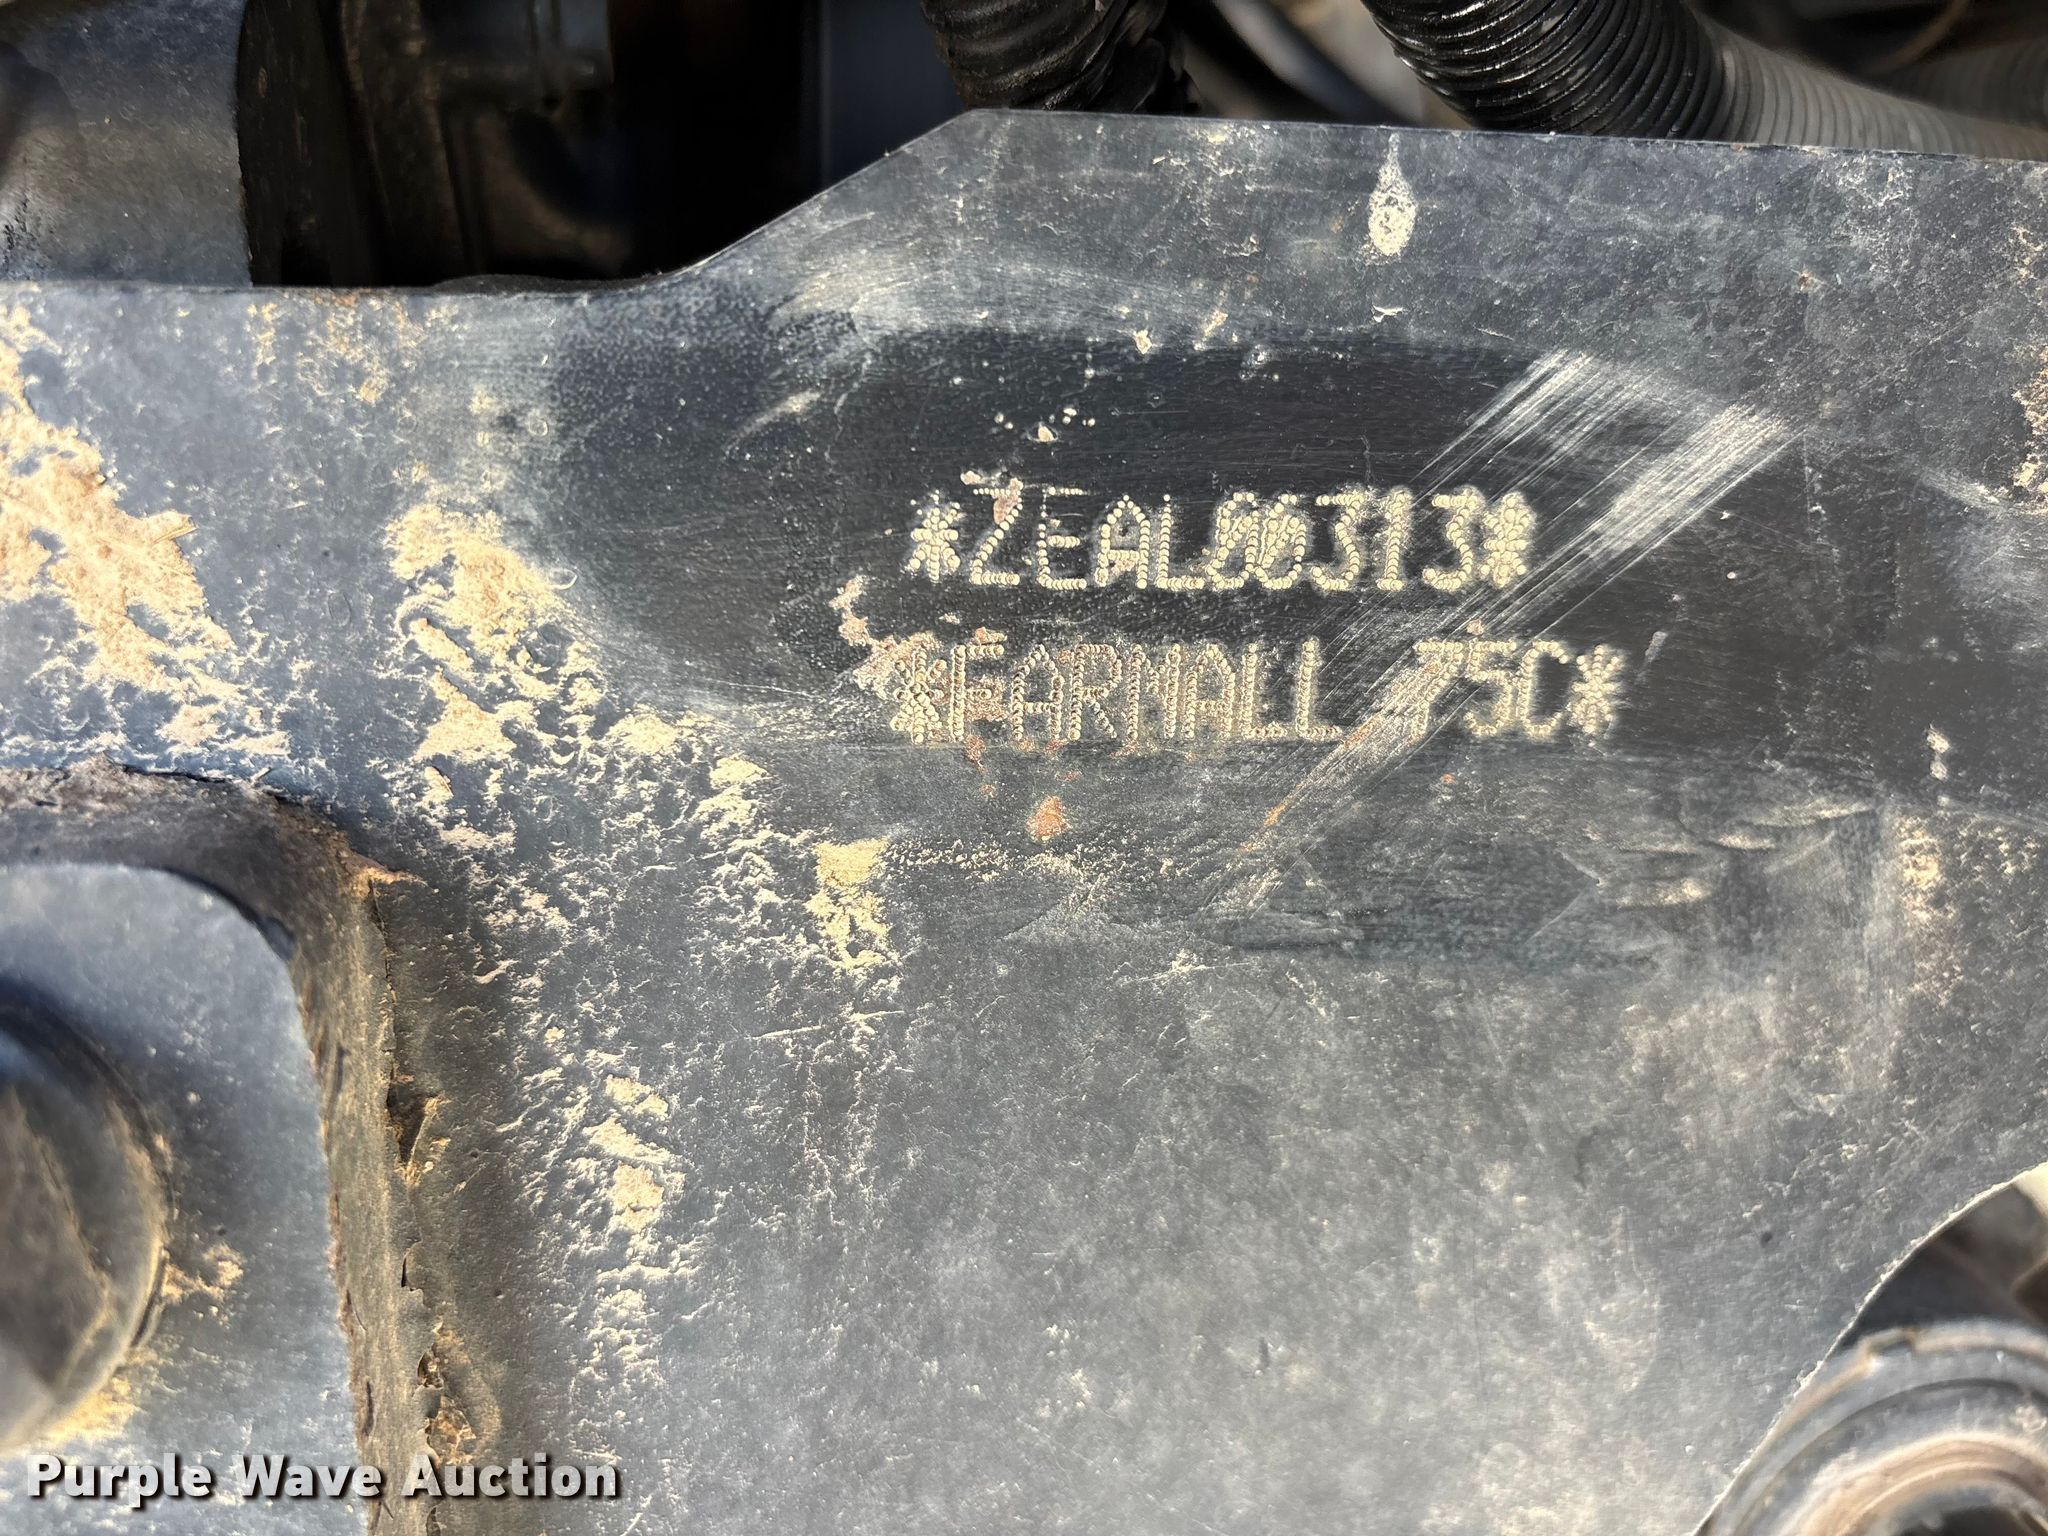 *ZEAL00313*
*FARMALL 75C*
Purple Wave Auction